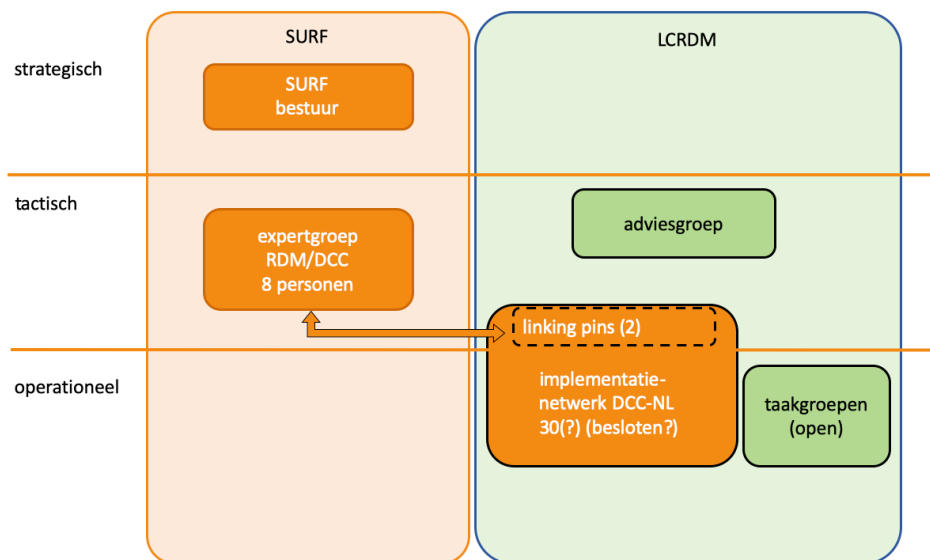 SURF
LCRDM
strategisch
SURF
bestuur
tactisch
expertgroep
RDM/DCC
8 personen
adviesgroep
linking pins (2)
operationeel
implementatie-
netwerk DCC-NL
30(?) (besloten?)
taakgroepen
(open)